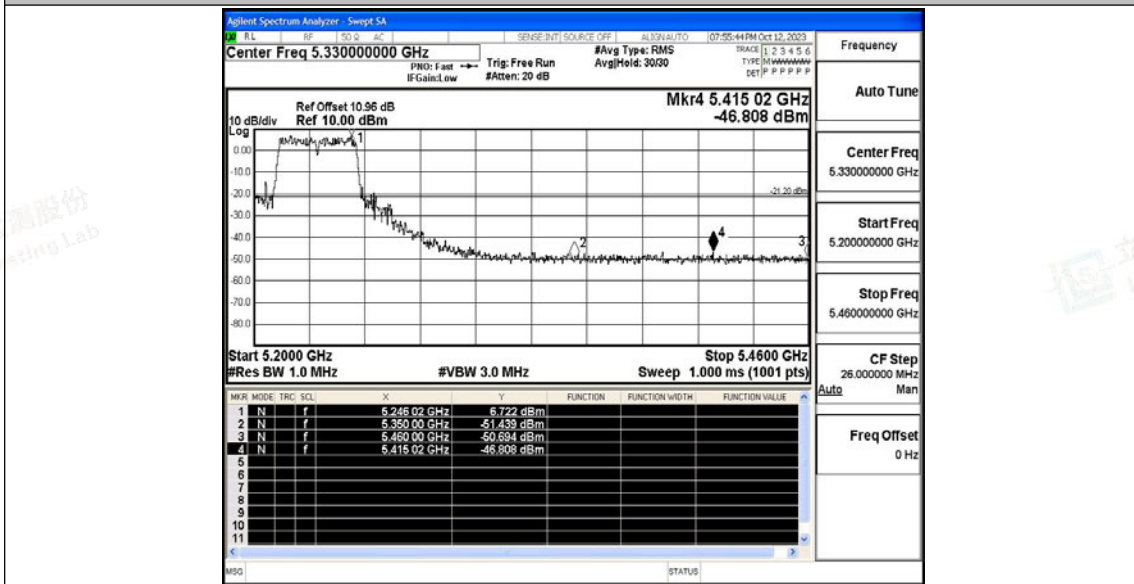 Agilent Spectrum Analyzer - Swept SA
RL RF 50 Ω AC SENSE:INT SOURCE OFF ALIGN AUTO 07:55:44 PM Oct 12, 2023
Center Freq 5.330000000 GHz
PNO: Fast
IFGain:Low
Trig: Free Run
#Atten: 20 dB
#Avg Type: RMS
Avg|Hold: 30/30
TRACE 1 2 3 4 5 6
TYPE M
DET P P P P P P
Frequency
Auto Tune
Center Freq
5.330000000 GHz
Start Freq
5.200000000 GHz
Stop Freq
5.460000000 GHz
CF Step
26.000000 MHz
Auto Man
Freq Offset
0 Hz
Mkr4 5.415 02 GHz
-46.808 dBm
Ref Offset 10.96 dB
10 dB/div Ref 10.00 dBm
Log
0.00
-10.0
-20.0
-30.0
-40.0
-50.0
-60.0
-70.0
-80.0
-21.20 dBm
1
2
4
3
Start 5.2000 GHz Stop 5.4600 GHz
#Res BW 1.0 MHz #VBW 3.0 MHz Sweep 1.000 ms (1001 pts)
MKR MODE TRC SCL X Y FUNCTION FUNCTION WIDTH FUNCTION VALUE
1 N f 5.246 02 GHz 6.722 dBm
2 N f 5.350 00 GHz -51.439 dBm
3 N f 5.460 00 GHz -50.694 dBm
4 N f 5.415 02 GHz -46.808 dBm
5
6
7
8
9
10
11
MSG STATUS